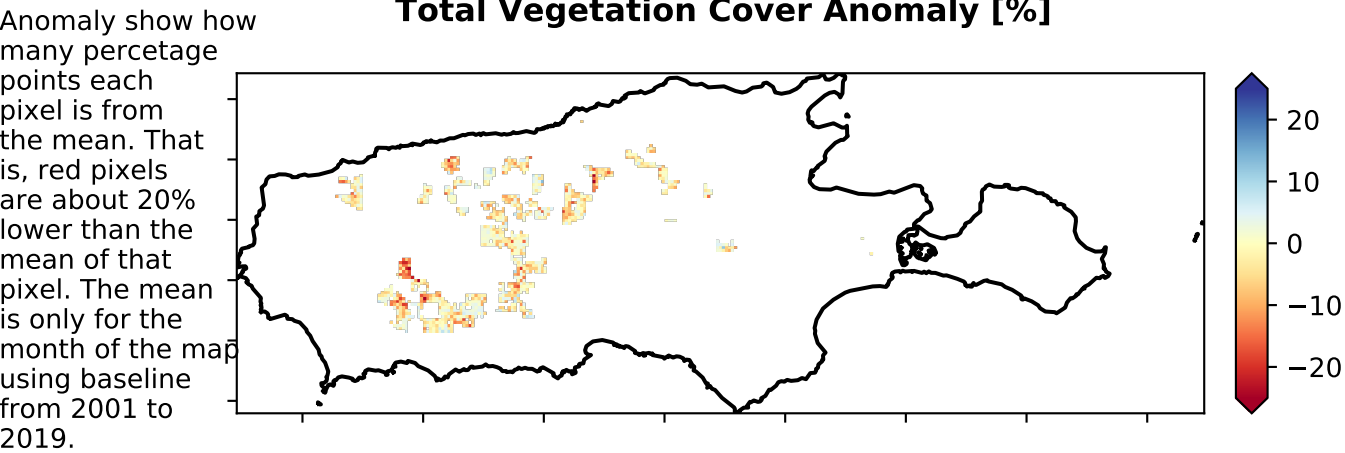 Total Vegetation Cover Anomaly [%]
Anomaly show how
many percetage
points each
pixel is from
the mean. That
is, red pixels
are about 20%
lower than the
mean of that
pixel. The mean
is only for the
month of the map
using baseline
from 2001 to
2019.
20
10
0
−10
−20